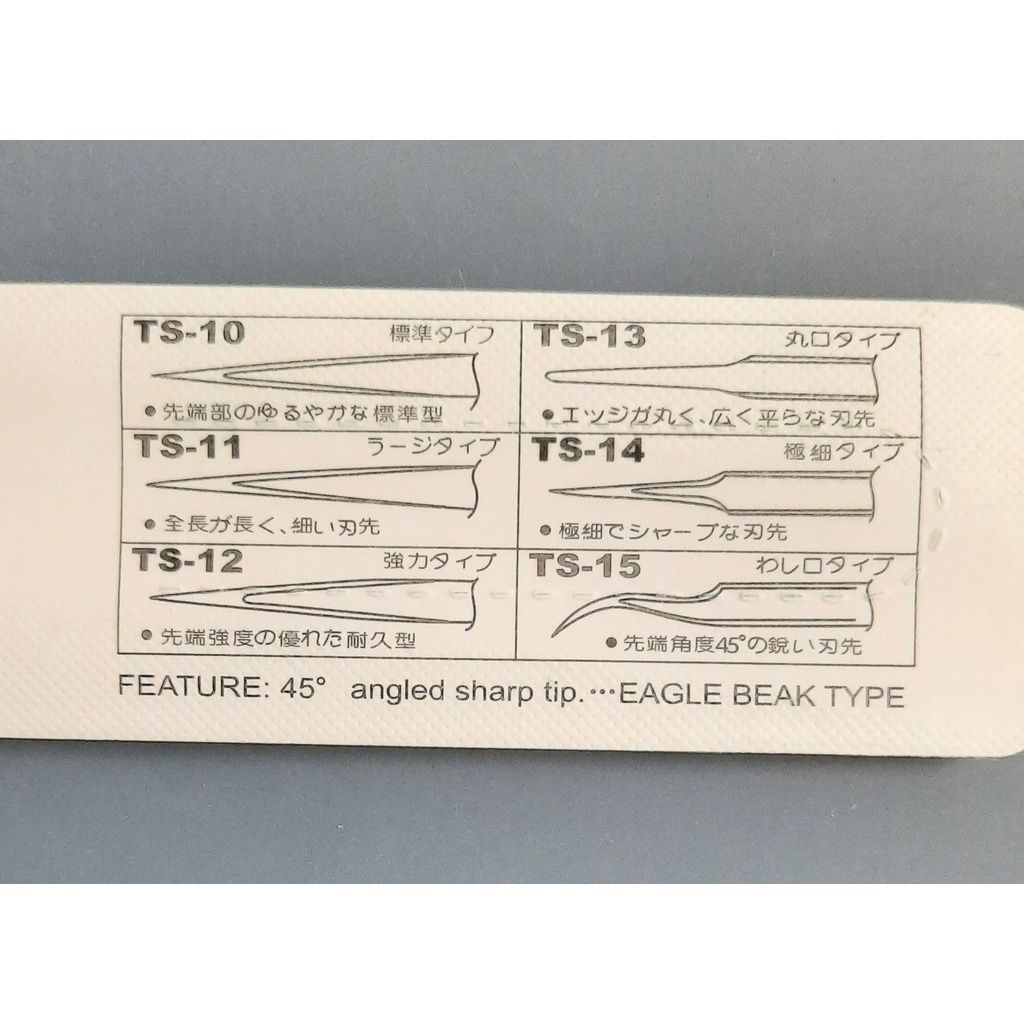 TS-10 標準タイプ
•先端部のゆるやかな標準型
TS-11 ラージタイプ
•全長が長く、細い刃先
TS-12 強力タイプ
•先端強度の優れた耐久型
TS-13 丸口タイプ
•エッジが丸く、広く平らな刃先
TS-14 極細タイプ
•極細でシャープな刃先
TS-15 わし口タイプ
•先端角度45°の鋭い刃先
FEATURE: 45° angled sharp tip.…EAGLE BEAK TYPE